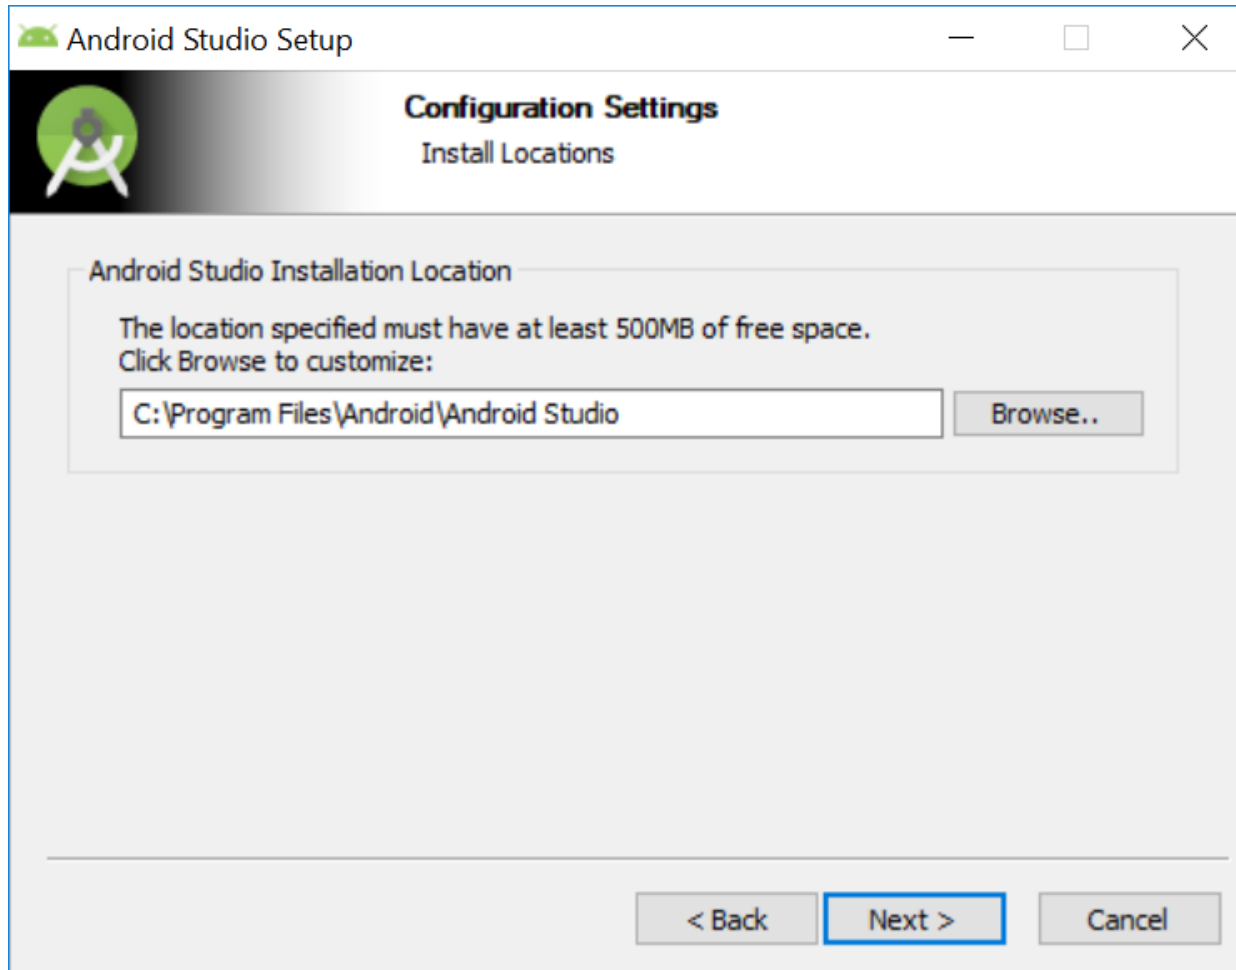 Android Studio Setup
Configuration Settings
Install Locations
Android Studio Installation Location
The location specified must have at least 500MB of free space.
Click Browse to customize:
C:\Program Files\Android\Android Studio
Browse..
< Back
Next >
Cancel